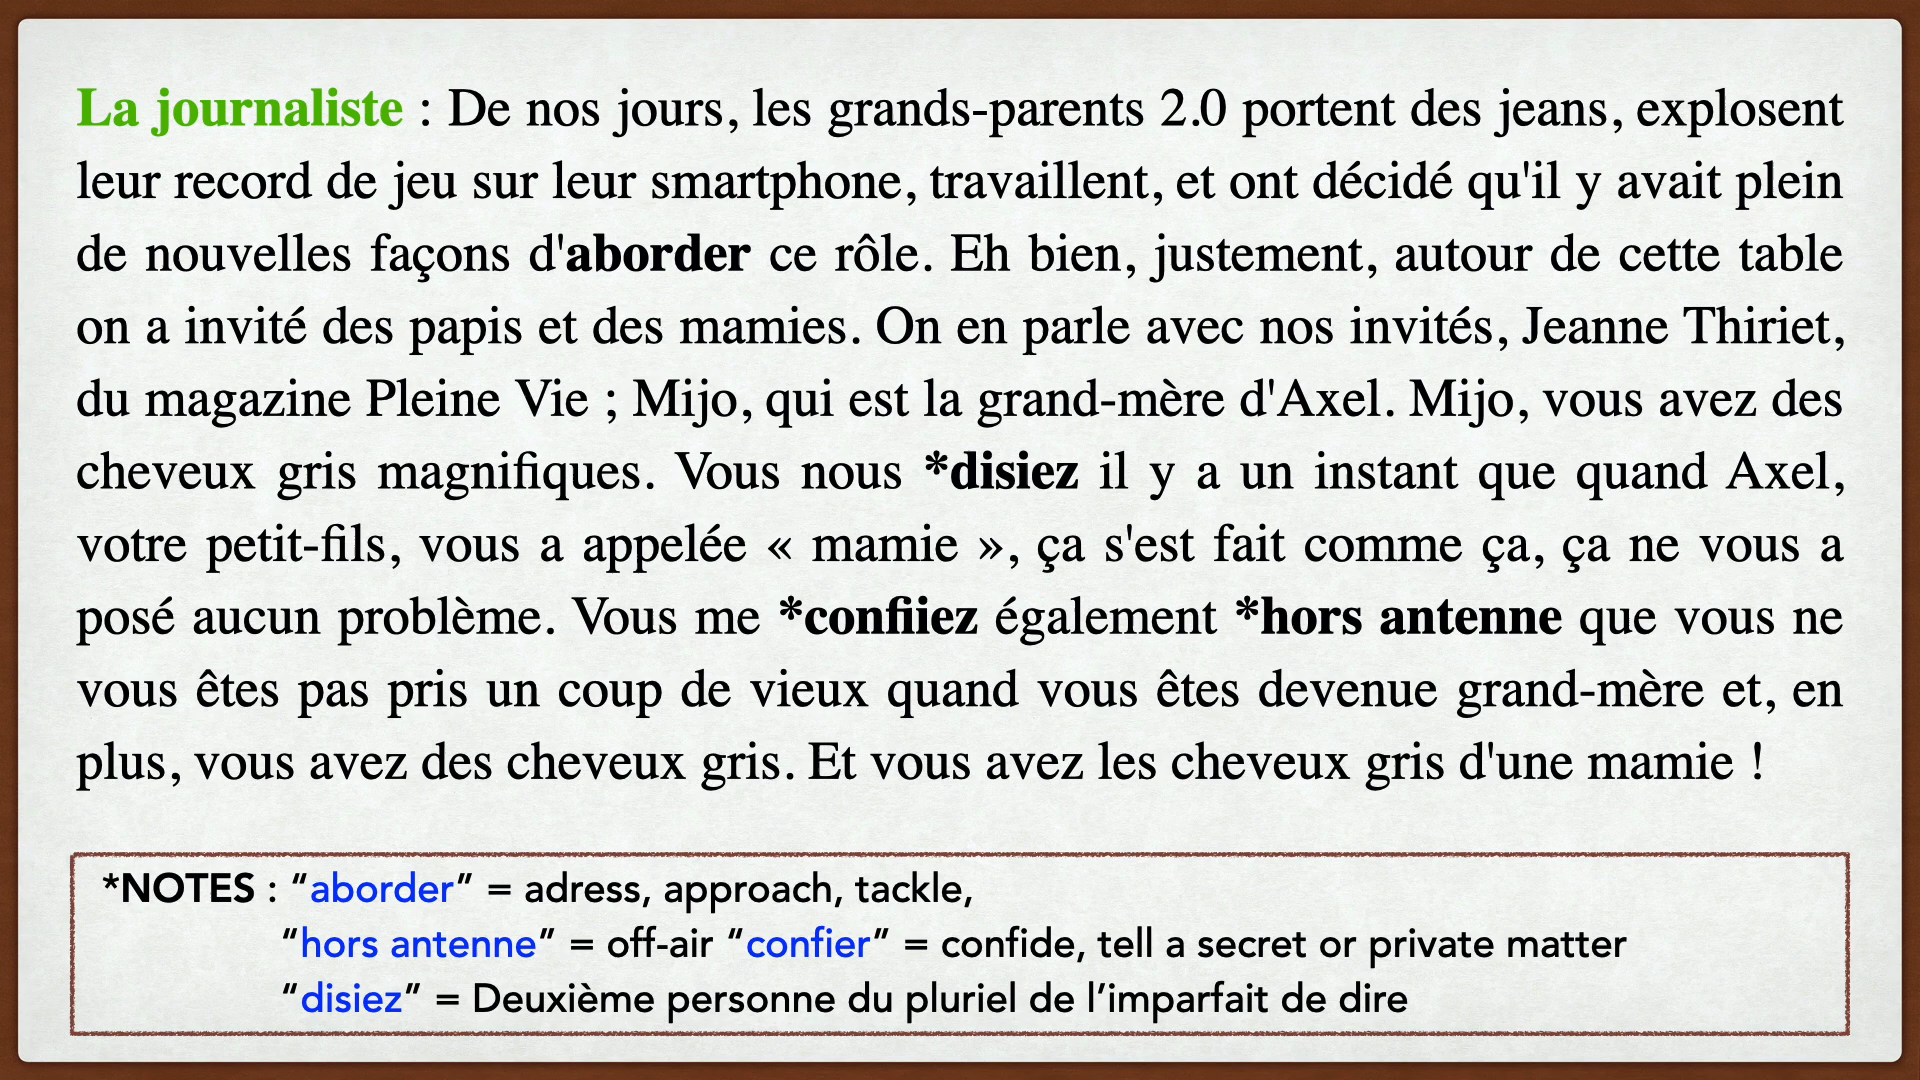 La journaliste : De nos jours, les grands-parents 2.0 portent des jeans, explosent
leur record de jeu sur leur smartphone, travaillent, et ont décidé qu'il y avait plein
de nouvelles façons d'aborder ce rôle. Eh bien, justement, autour de cette table
on a invité des papis et des mamies. On en parle avec nos invités, Jeanne Thiriet,
du magazine Pleine Vie ; Mijo, qui est la grand-mère d'Axel. Mijo, vous avez des
cheveux gris magnifiques. Vous nous *disiez il y a un instant que quand Axel,
votre petit-fils, vous a appelée « mamie », ça s'est fait comme ça, ça ne vous a
posé aucun problème. Vous me *confiiez également *hors antenne que vous ne
vous êtes pas pris un coup de vieux quand vous êtes devenue grand-mère et, en
plus, vous avez des cheveux gris. Et vous avez les cheveux gris d'une mamie !
*NOTES : “aborder” = adress, approach, tackle,
“hors antenne” = off-air “confier” = confide, tell a secret or private matter
“disiez” = Deuxième personne du pluriel de l’imparfait de dire